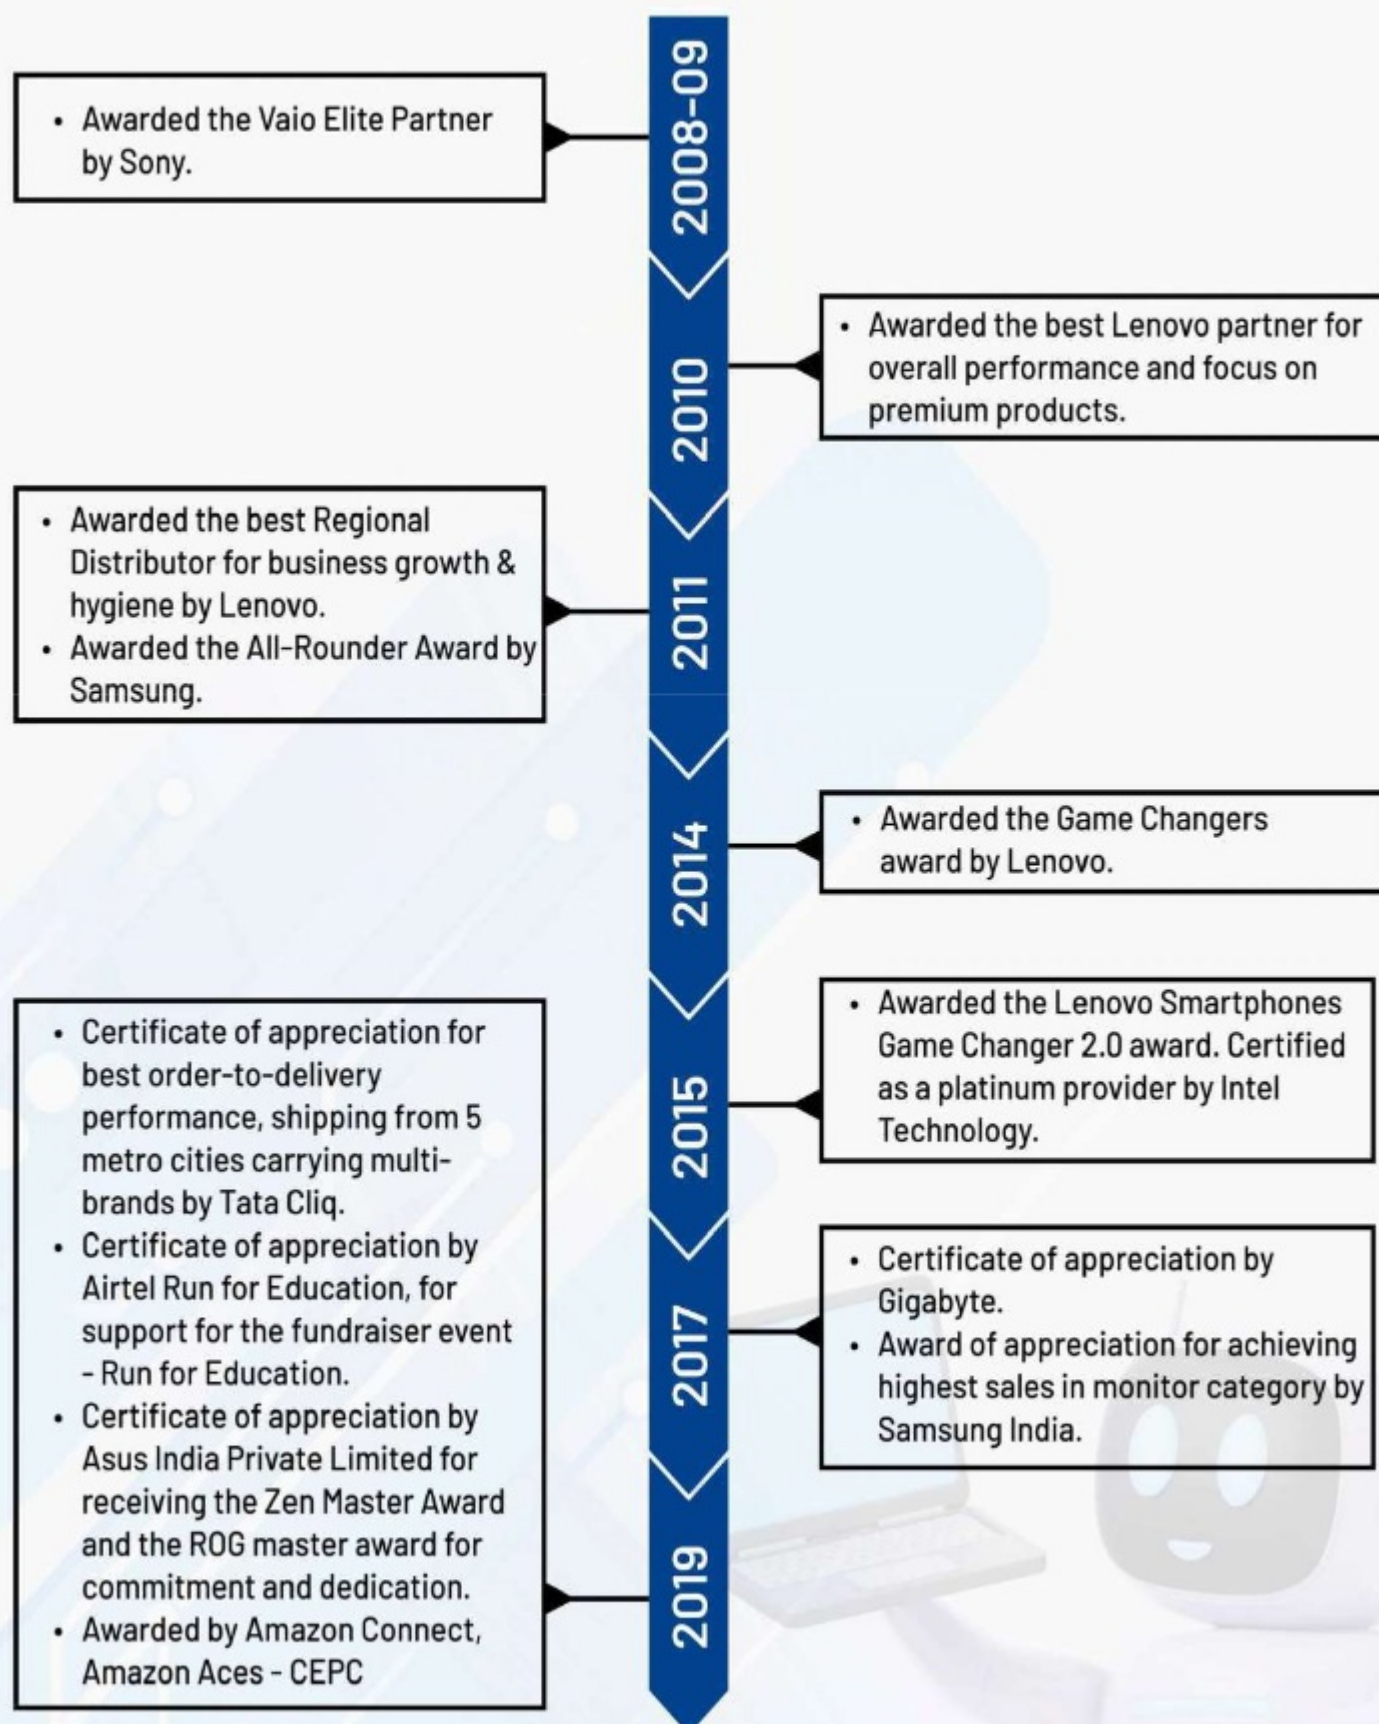 2008-09
• Awarded the Vaio Elite Partner
by Sony.
2010
• Awarded the best Lenovo partner for
overall performance and focus on
premium products.
2011
• Awarded the best Regional
Distributor for business growth &
hygiene by Lenovo.
• Awarded the All-Rounder Award by
Samsung.
2014
• Awarded the Game Changers
award by Lenovo.
2015
• Awarded the Lenovo Smartphones
Game Changer 2.0 award. Certified
as a platinum provider by Intel
Technology.
2017
• Certificate of appreciation by
Gigabyte.
• Award of appreciation for achieving
highest sales in monitor category by
Samsung India.
2019
• Certificate of appreciation for
best order-to-delivery
performance, shipping from 5
metro cities carrying multi-
brands by Tata Cliq.
• Certificate of appreciation by
Airtel Run for Education, for
support for the fundraiser event
- Run for Education.
• Certificate of appreciation by
Asus India Private Limited for
receiving the Zen Master Award
and the ROG master award for
commitment and dedication.
• Awarded by Amazon Connect,
Amazon Aces - CEPC